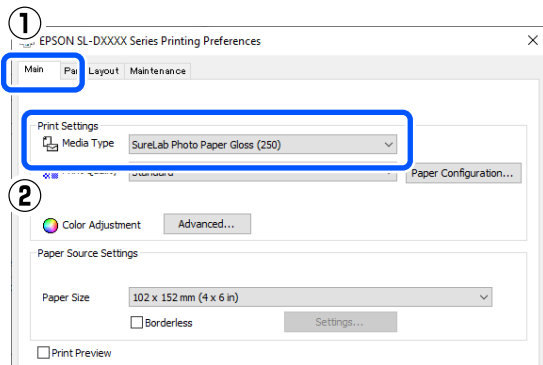 ①
EPSON SL-DXXXX Series Printing Preferences
Main Pa Layout Maintenance
Print Settings
Media Type SureLab Photo Paper Gloss (250)
Paper Configuration...
②
Color Adjustment Advanced...
Paper Source Settings
Paper Size 102 x 152 mm (4 x 6 in)
Borderless Settings...
Print Preview